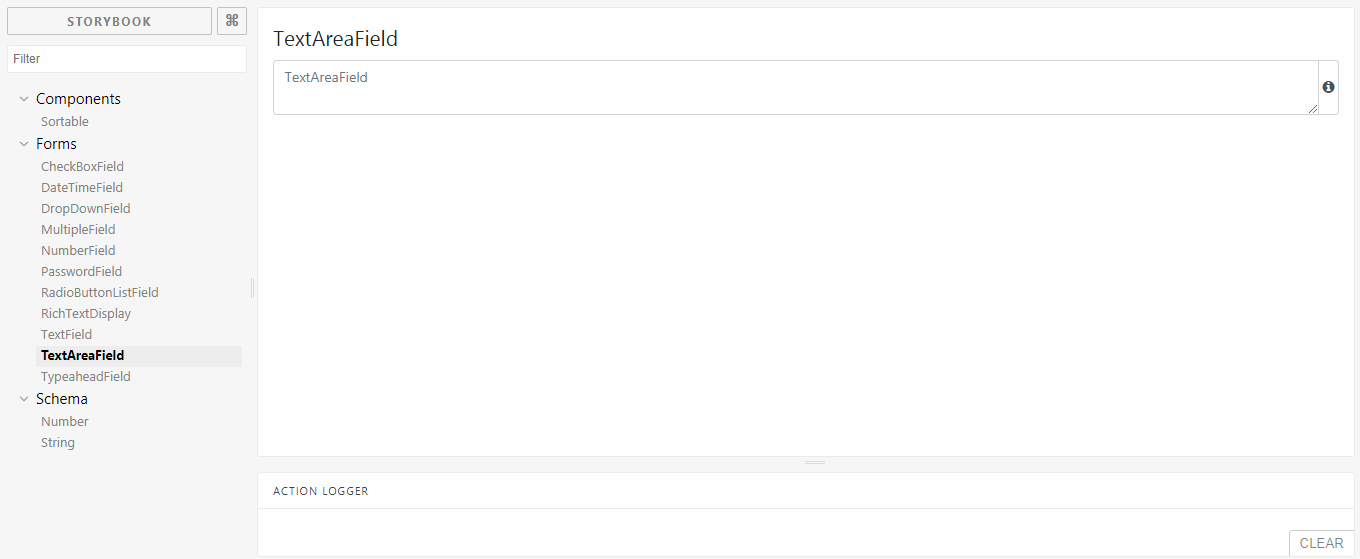 STORYBOOK ⌘
Filter
Components
Sortable
Forms
CheckBoxField
DateTimeField
DropDownField
MultipleField
NumberField
PasswordField
RadioButtonListField
RichTextDisplay
TextField
TextAreaField
TypeaheadField
Schema
Number
String
TextAreaField
TextAreaField
ACTION LOGGER
CLEAR